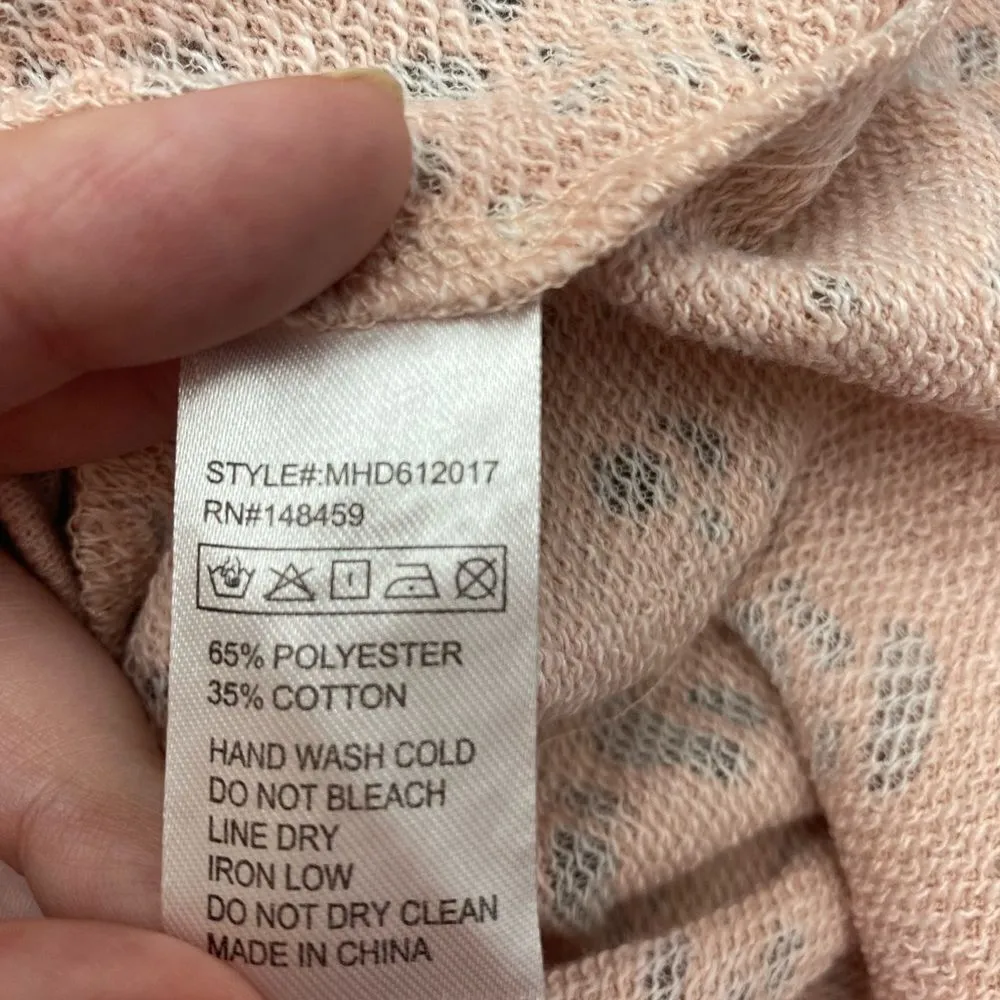 STYLE#:MHD612017
RN#148459
65% POLYESTER
35% COTTON
HAND WASH COLD
DO NOT BLEACH
LINE DRY
IRON LOW
DO NOT DRY CLEAN
MADE IN CHINA